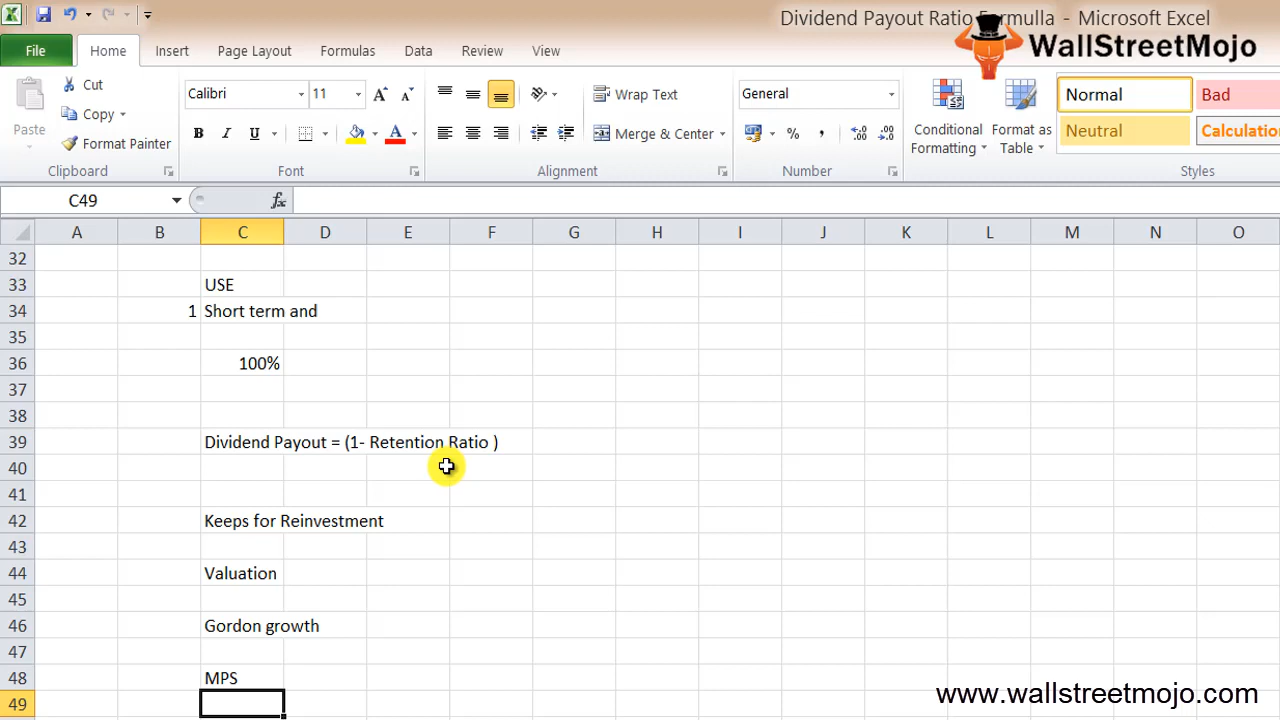 Dividend Payout Ratio Formulla - Microsoft Excel
WallStreetMojo
File Home Insert Page Layout Formulas Data Review View
Paste
Cut
Copy
Format Painter
Clipboard
Calibri 11
B I U A
Font
Wrap Text
Merge & Center
Alignment
General
% ,
Number
Conditional Formatting
Format as Table
Normal Bad
Neutral Calculatio
Styles
C49 fx
A B C D E F G H I J K L M N O
32
33 USE
34 1 Short term and
35
36 100%
37
38
39 Dividend Payout = (1- Retention Ratio )
40
41
42 Keeps for Reinvestment
43
44 Valuation
45
46 Gordon growth
47
48 MPS
49
www.wallstreetmojo.com